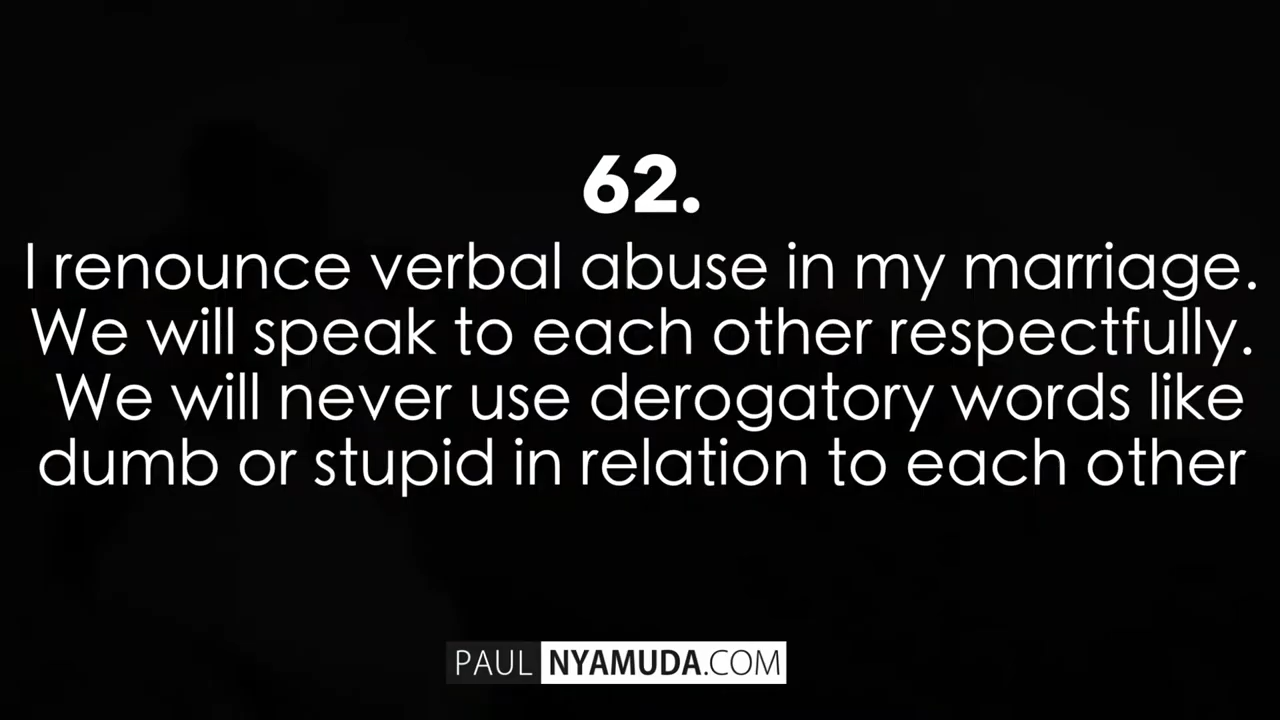 62.
I renounce verbal abuse in my marriage.
We will speak to each other respectfully.
We will never use derogatory words like
dumb or stupid in relation to each other
PAUL NYAMUDA.COM